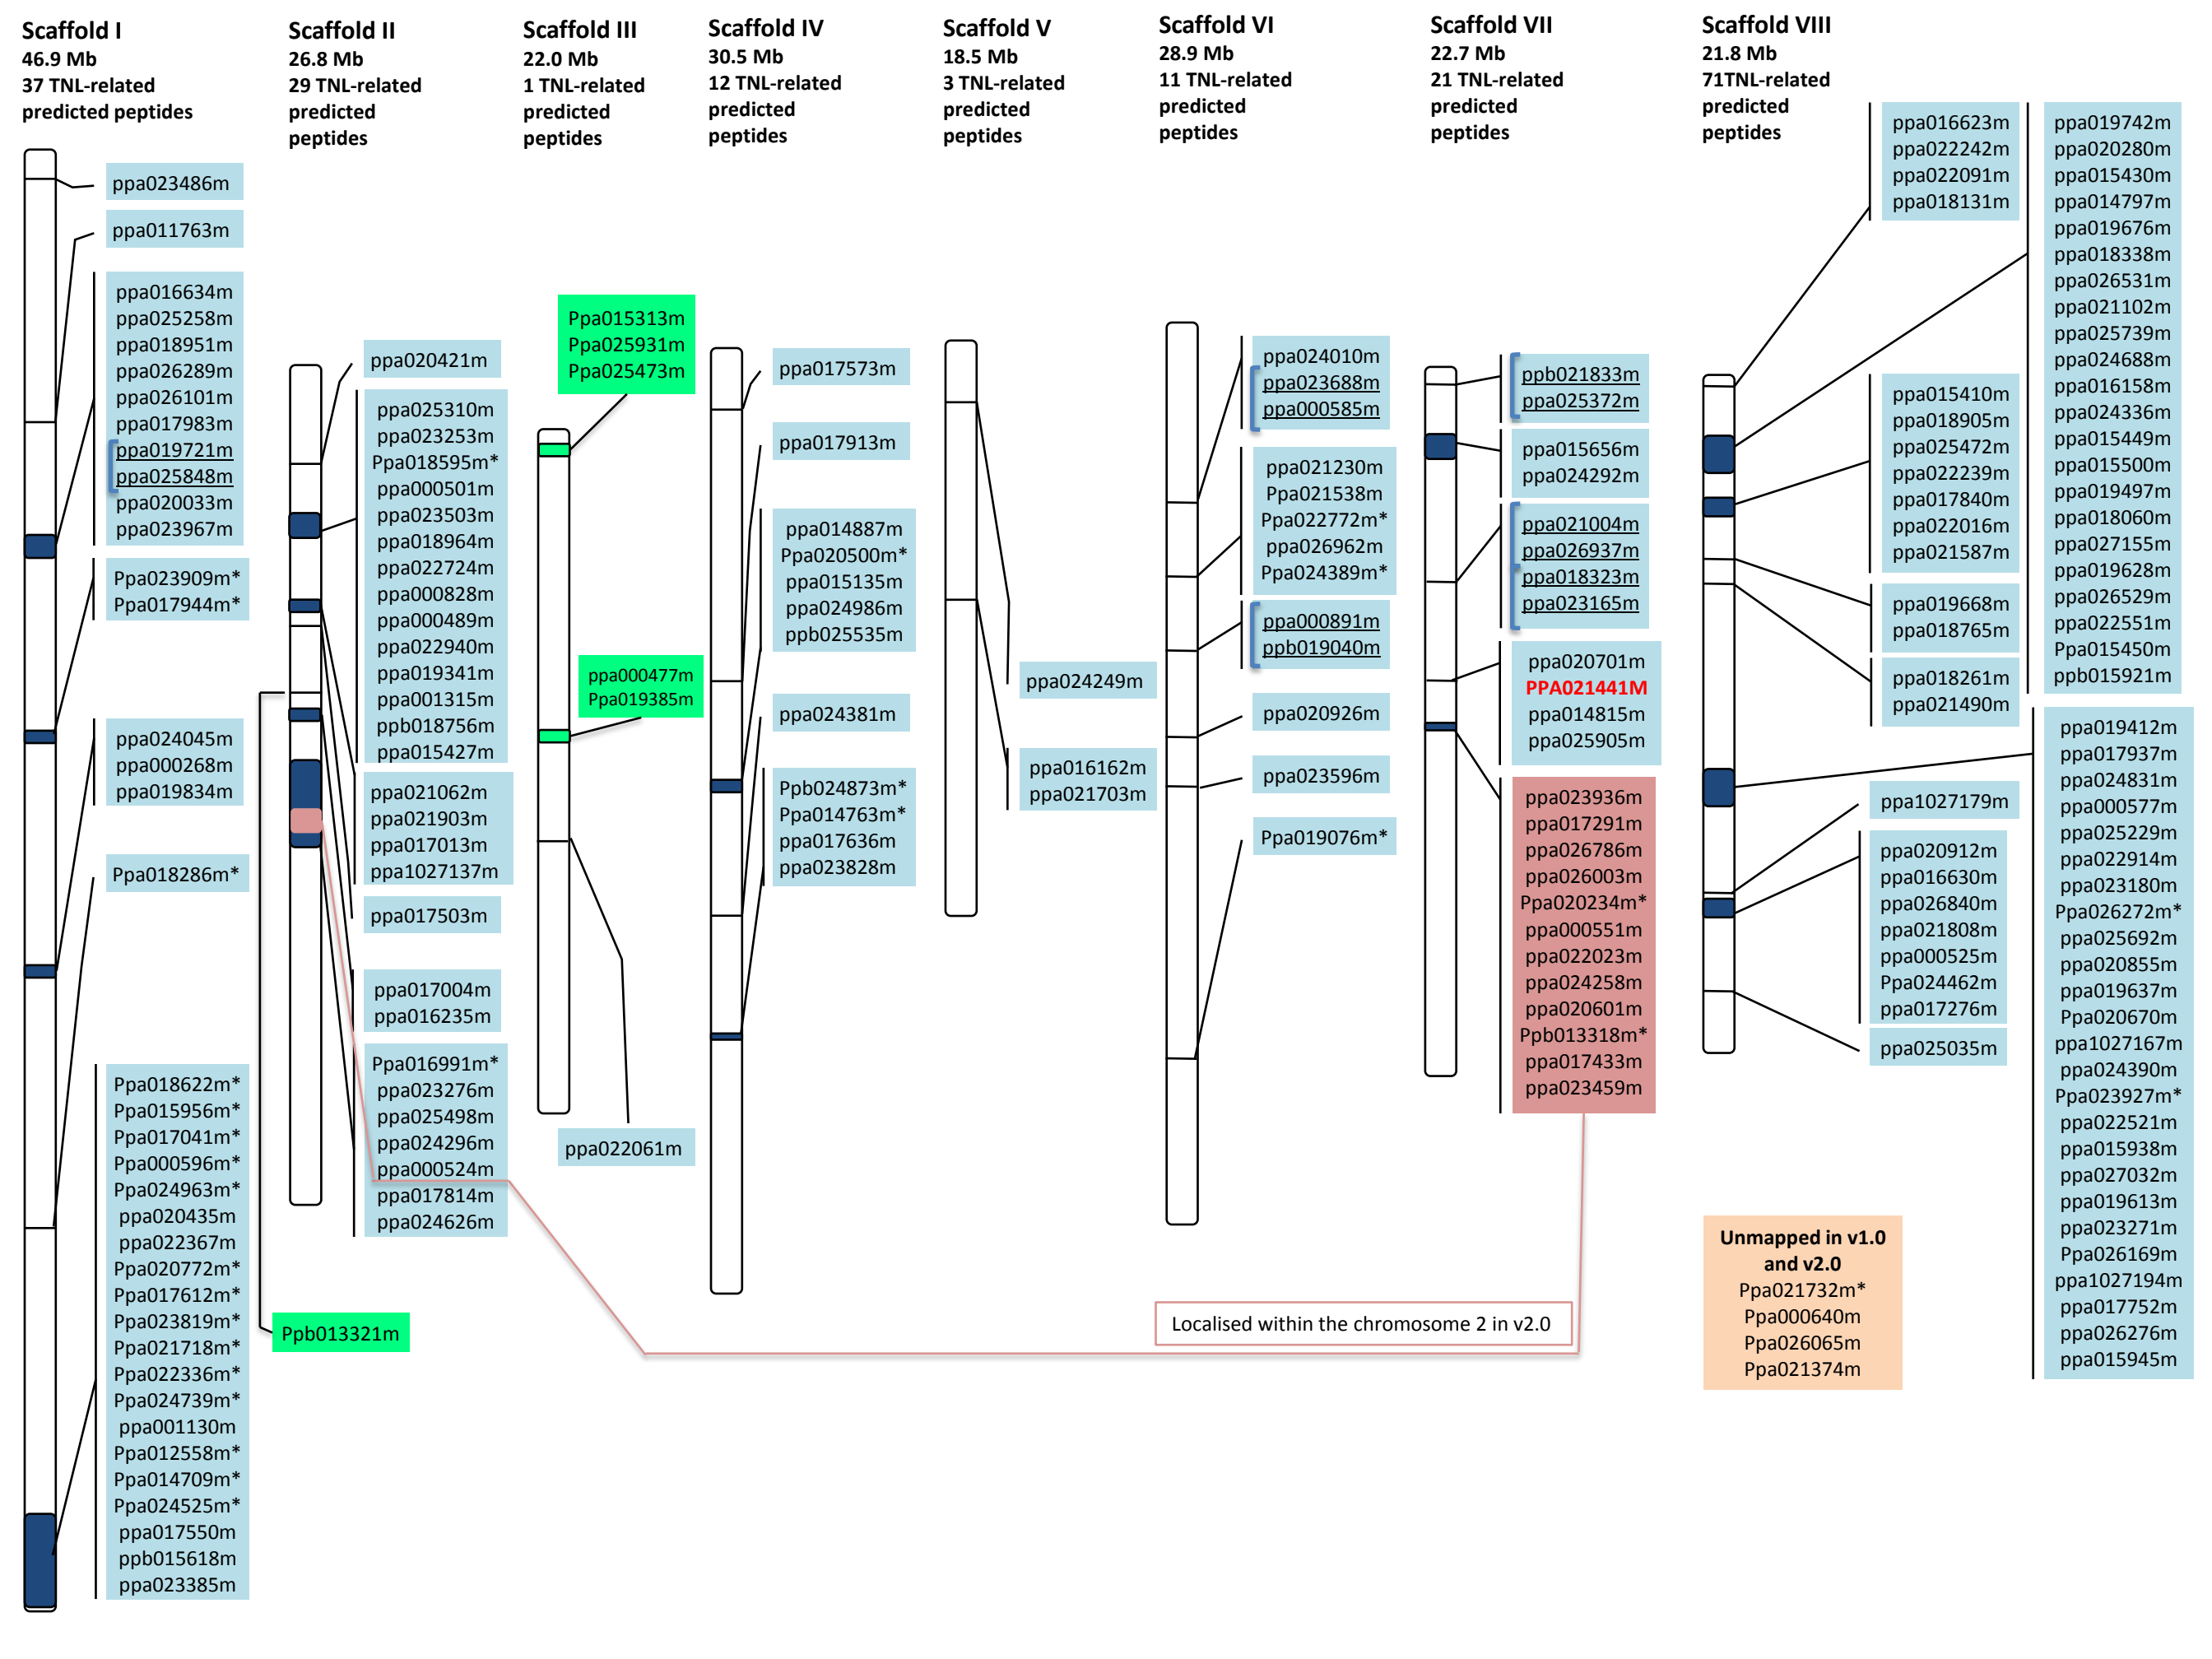 Scaffold I
46.9 Mb
37 TNL-related
predicted peptides
ppa023486m
ppa011763m
ppa016634m
ppa025258m
ppa018951m
ppa026289m
ppa026101m
ppa017983m
ppa019721m
ppa025848m
ppa020033m
ppa023967m
Ppa023909m*
Ppa017944m*
ppa024045m
ppa000268m
ppa019834m
Ppa018286m*
Ppa018622m*
Ppa015956m*
Ppa017041m*
Ppa000596m*
Ppa024963m*
ppa020435m
ppa022367m
Ppa020772m*
Ppa017612m*
Ppa023819m*
Ppa021718m*
Ppa022336m*
Ppa024739m*
ppa001130m
Ppa012558m*
Ppa014709m*
Ppa024525m*
ppa017550m
ppb015618m
ppa023385m
Scaffold II
26.8 Mb
29 TNL-related
predicted
peptides
ppa020421m
ppa025310m
ppa023253m
Ppa018595m*
ppa000501m
ppa023503m
ppa018964m
ppa022724m
ppa000828m
ppa000489m
ppa022940m
ppa019341m
ppa001315m
ppb018756m
ppa015427m
ppa021062m
ppa021903m
ppa017013m
ppa1027137m
ppa017503m
ppa017004m
ppa016235m
Ppa016991m*
ppa023276m
ppa025498m
ppa024296m
ppa000524m
ppa017814m
ppa024626m
Ppb013321m
Scaffold III
22.0 Mb
1 TNL-related
predicted
peptides
Ppa015313m
Ppa025931m
Ppa025473m
ppa000477m
Ppa019385m
ppa022061m
Scaffold IV
30.5 Mb
12 TNL-related
predicted
peptides
ppa017573m
ppa017913m
ppa014887m
Ppa020500m*
ppa015135m
ppa024986m
ppb025535m
ppa024381m
Ppb024873m*
Ppa014763m*
ppa017636m
ppa023828m
Scaffold V
18.5 Mb
3 TNL-related
predicted
peptides
ppa024249m
ppa016162m
ppa021703m
Scaffold VI
28.9 Mb
11 TNL-related
predicted
peptides
ppa024010m
ppa023688m
ppa000585m
ppa021230m
Ppa021538m
Ppa022772m*
ppa026962m
Ppa024389m*
ppa000891m
ppb019040m
ppa020926m
ppa023596m
Ppa019076m*
Scaffold VII
22.7 Mb
21 TNL-related
predicted
peptides
ppb021833m
ppa025372m
ppa015656m
ppa024292m
ppa021004m
ppa026937m
ppa018323m
ppa023165m
ppa020701m
PPA021441M
ppa014815m
ppa025905m
ppa023936m
ppa017291m
ppa026786m
ppa026003m
Ppa020234m*
ppa000551m
ppa022023m
ppa024258m
ppa020601m
Ppb013318m*
ppa017433m
ppa023459m
Localised within the chromosome 2 in v2.0
Scaffold VIII
21.8 Mb
71TNL-related
predicted
peptides
ppa016623m
ppa022242m
ppa022091m
ppa018131m
ppa019742m
ppa020280m
ppa015430m
ppa014797m
ppa019676m
ppa018338m
ppa026531m
ppa021102m
ppa025739m
ppa024688m
ppa016158m
ppa024336m
ppa015449m
ppa015500m
ppa019497m
ppa018060m
ppa027155m
ppa019628m
ppa026529m
ppa022551m
Ppa015450m
ppb015921m
ppa015410m
ppa018905m
ppa025472m
ppa022239m
ppa017840m
ppa022016m
ppa021587m
ppa019668m
ppa018765m
ppa018261m
ppa021490m
ppa019412m
ppa017937m
ppa024831m
ppa000577m
ppa025229m
ppa022914m
ppa023180m
Ppa026272m*
ppa025692m
ppa020855m
ppa019637m
Ppa020670m
ppa1027167m
ppa024390m
Ppa023927m*
ppa022521m
ppa015938m
ppa027032m
ppa019613m
ppa023271m
Ppa026169m
ppa1027194m
ppa017752m
ppa026276m
ppa015945m
ppa1027179m
ppa020912m
ppa016630m
ppa026840m
ppa021808m
ppa000525m
Ppa024462m
ppa017276m
ppa025035m
Unmapped in v1.0
and v2.0
Ppa021732m*
Ppa000640m
Ppa026065m
Ppa021374m